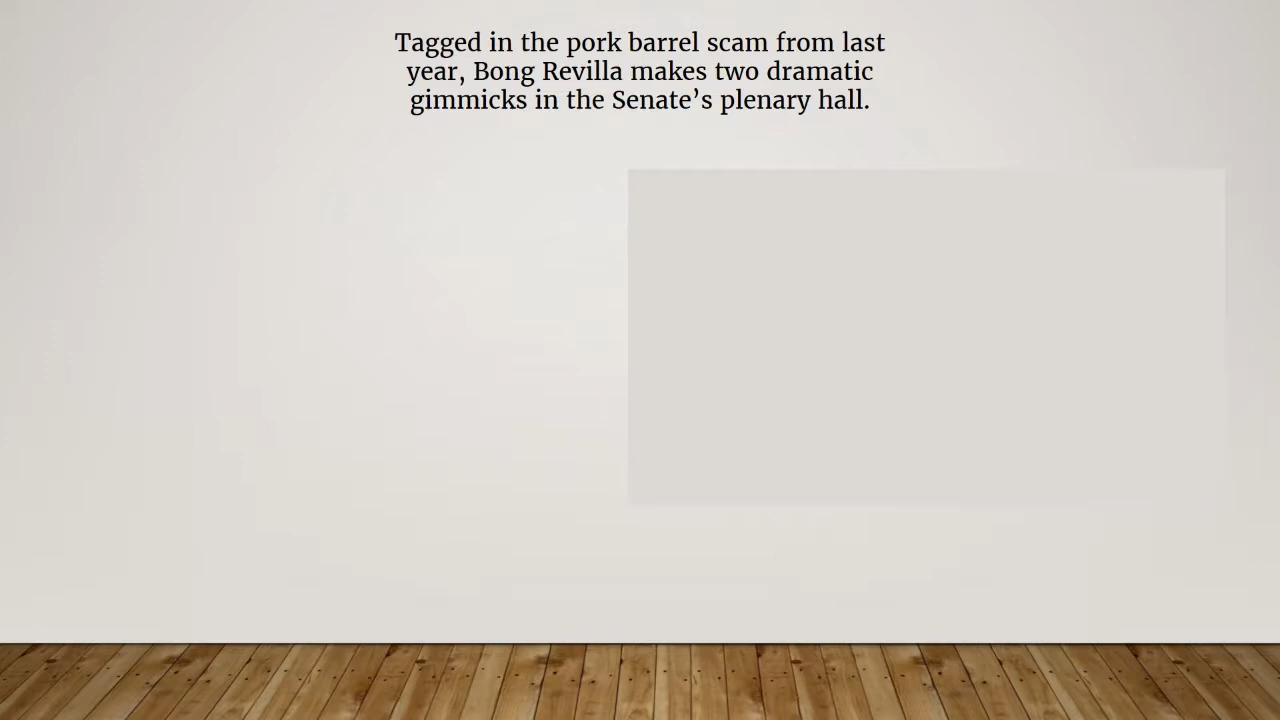 Tagged in the pork barrel scam from last
year, Bong Revilla makes two dramatic
gimmicks in the Senate’s plenary hall.